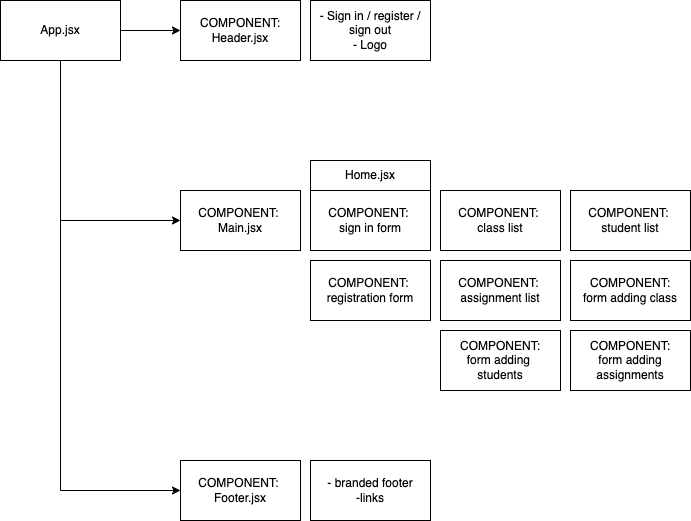 App.jsx
COMPONENT:
Header.jsx
- Sign in / register /
sign out
- Logo
Home.jsx
COMPONENT:
Main.jsx
COMPONENT:
sign in form
COMPONENT:
class list
COMPONENT:
student list
COMPONENT:
registration form
COMPONENT:
assignment list
COMPONENT:
form adding class
COMPONENT:
form adding
students
COMPONENT:
form adding
assignments
COMPONENT:
Footer.jsx
- branded footer
-links